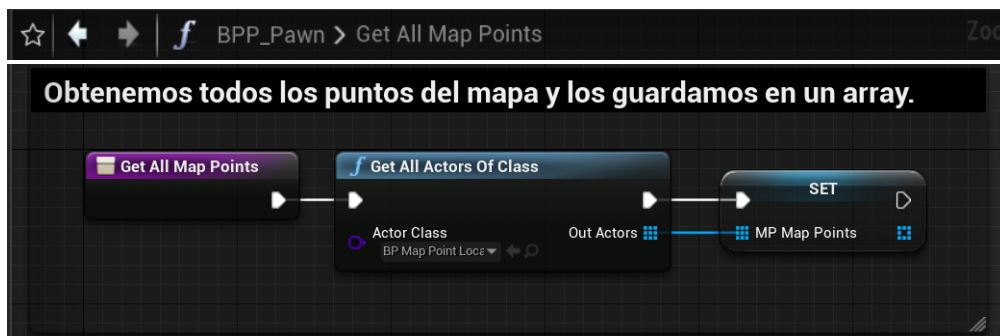 BPP_Pawn > Get All Map Points
Zoo
Obtenemos todos los puntos del mapa y los guardamos en un array.
Get All Map Points
Get All Actors Of Class
SET
Actor Class
Out Actors
MP Map Points
BP Map Point Loca